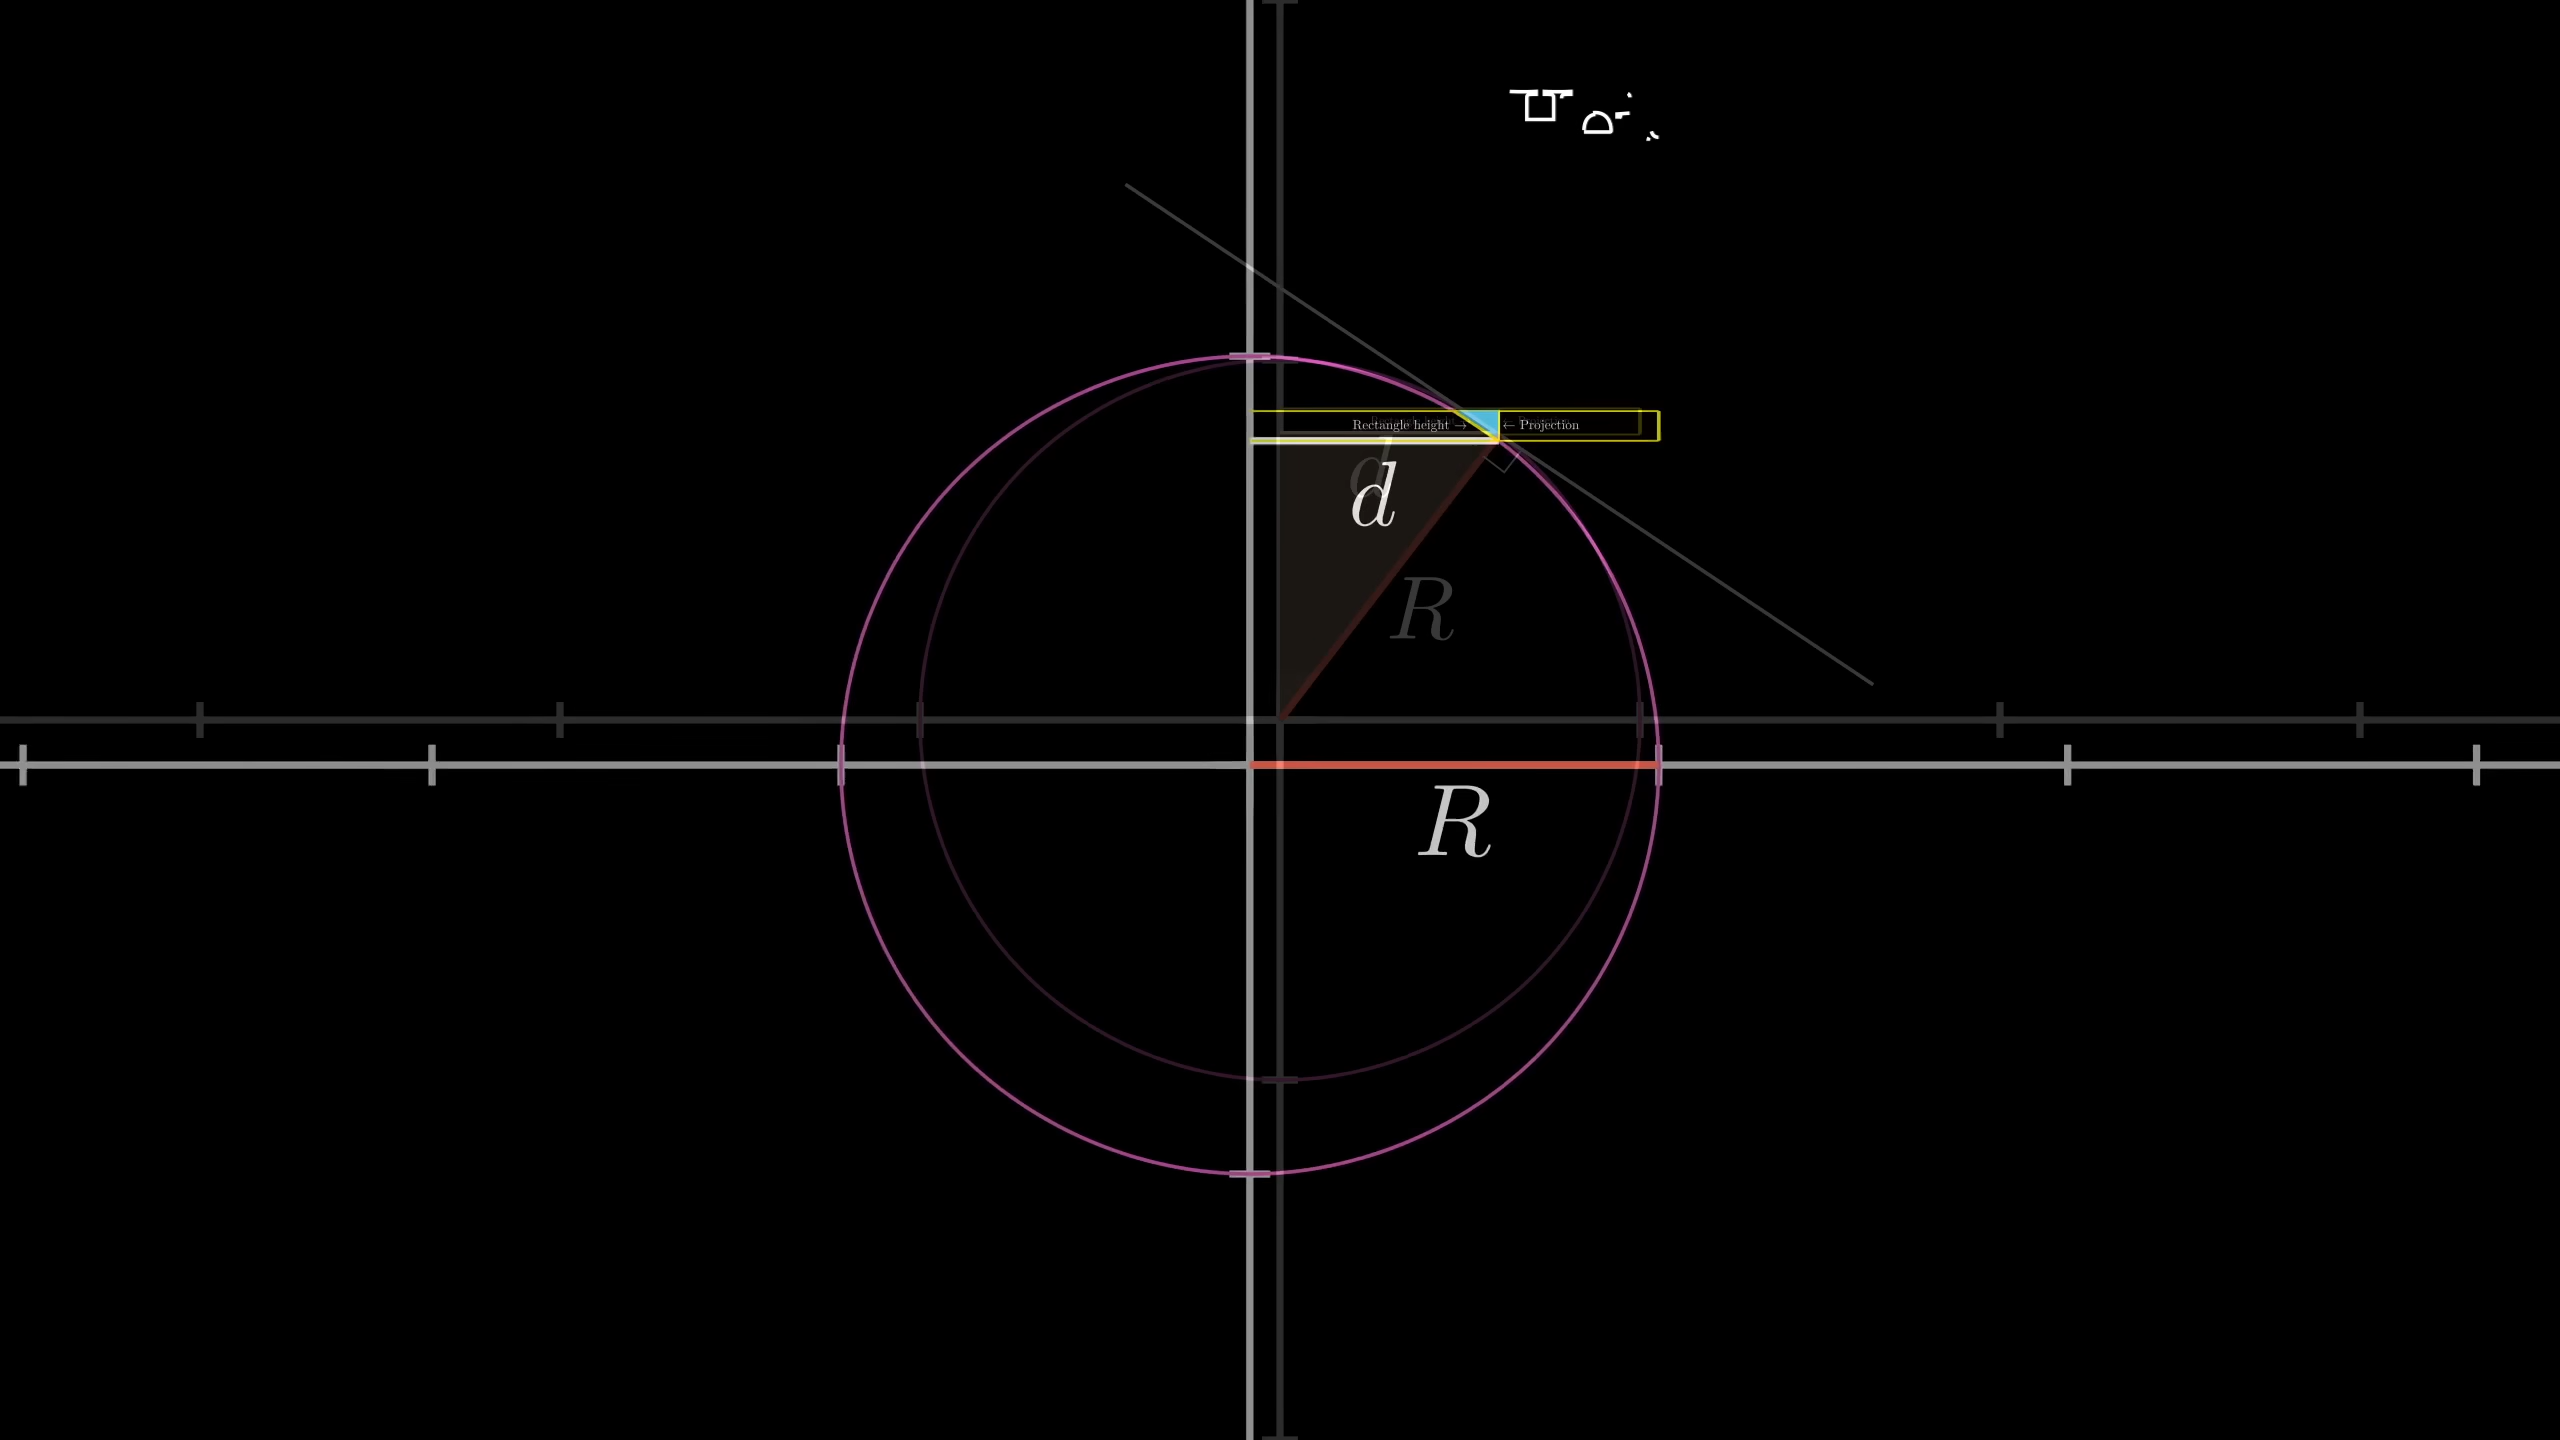 Rectangle height → ← Projection
d
d
R
R